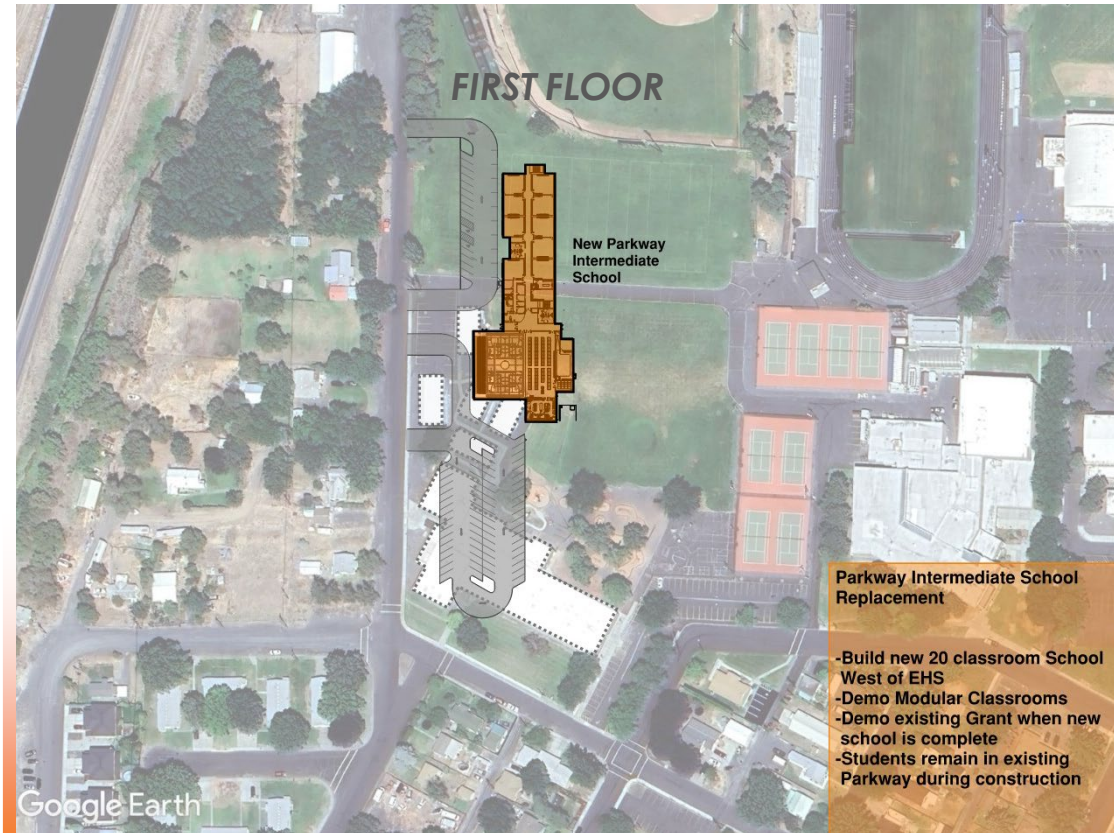 FIRST FLOOR
New Parkway
Intermediate
School
Parkway Intermediate School
Replacement
-Build new 20 classroom School
West of EHS
-Demo Modular Classrooms
-Demo existing Grant when new
school is complete
-Students remain in existing
Parkway during construction
Google Earth